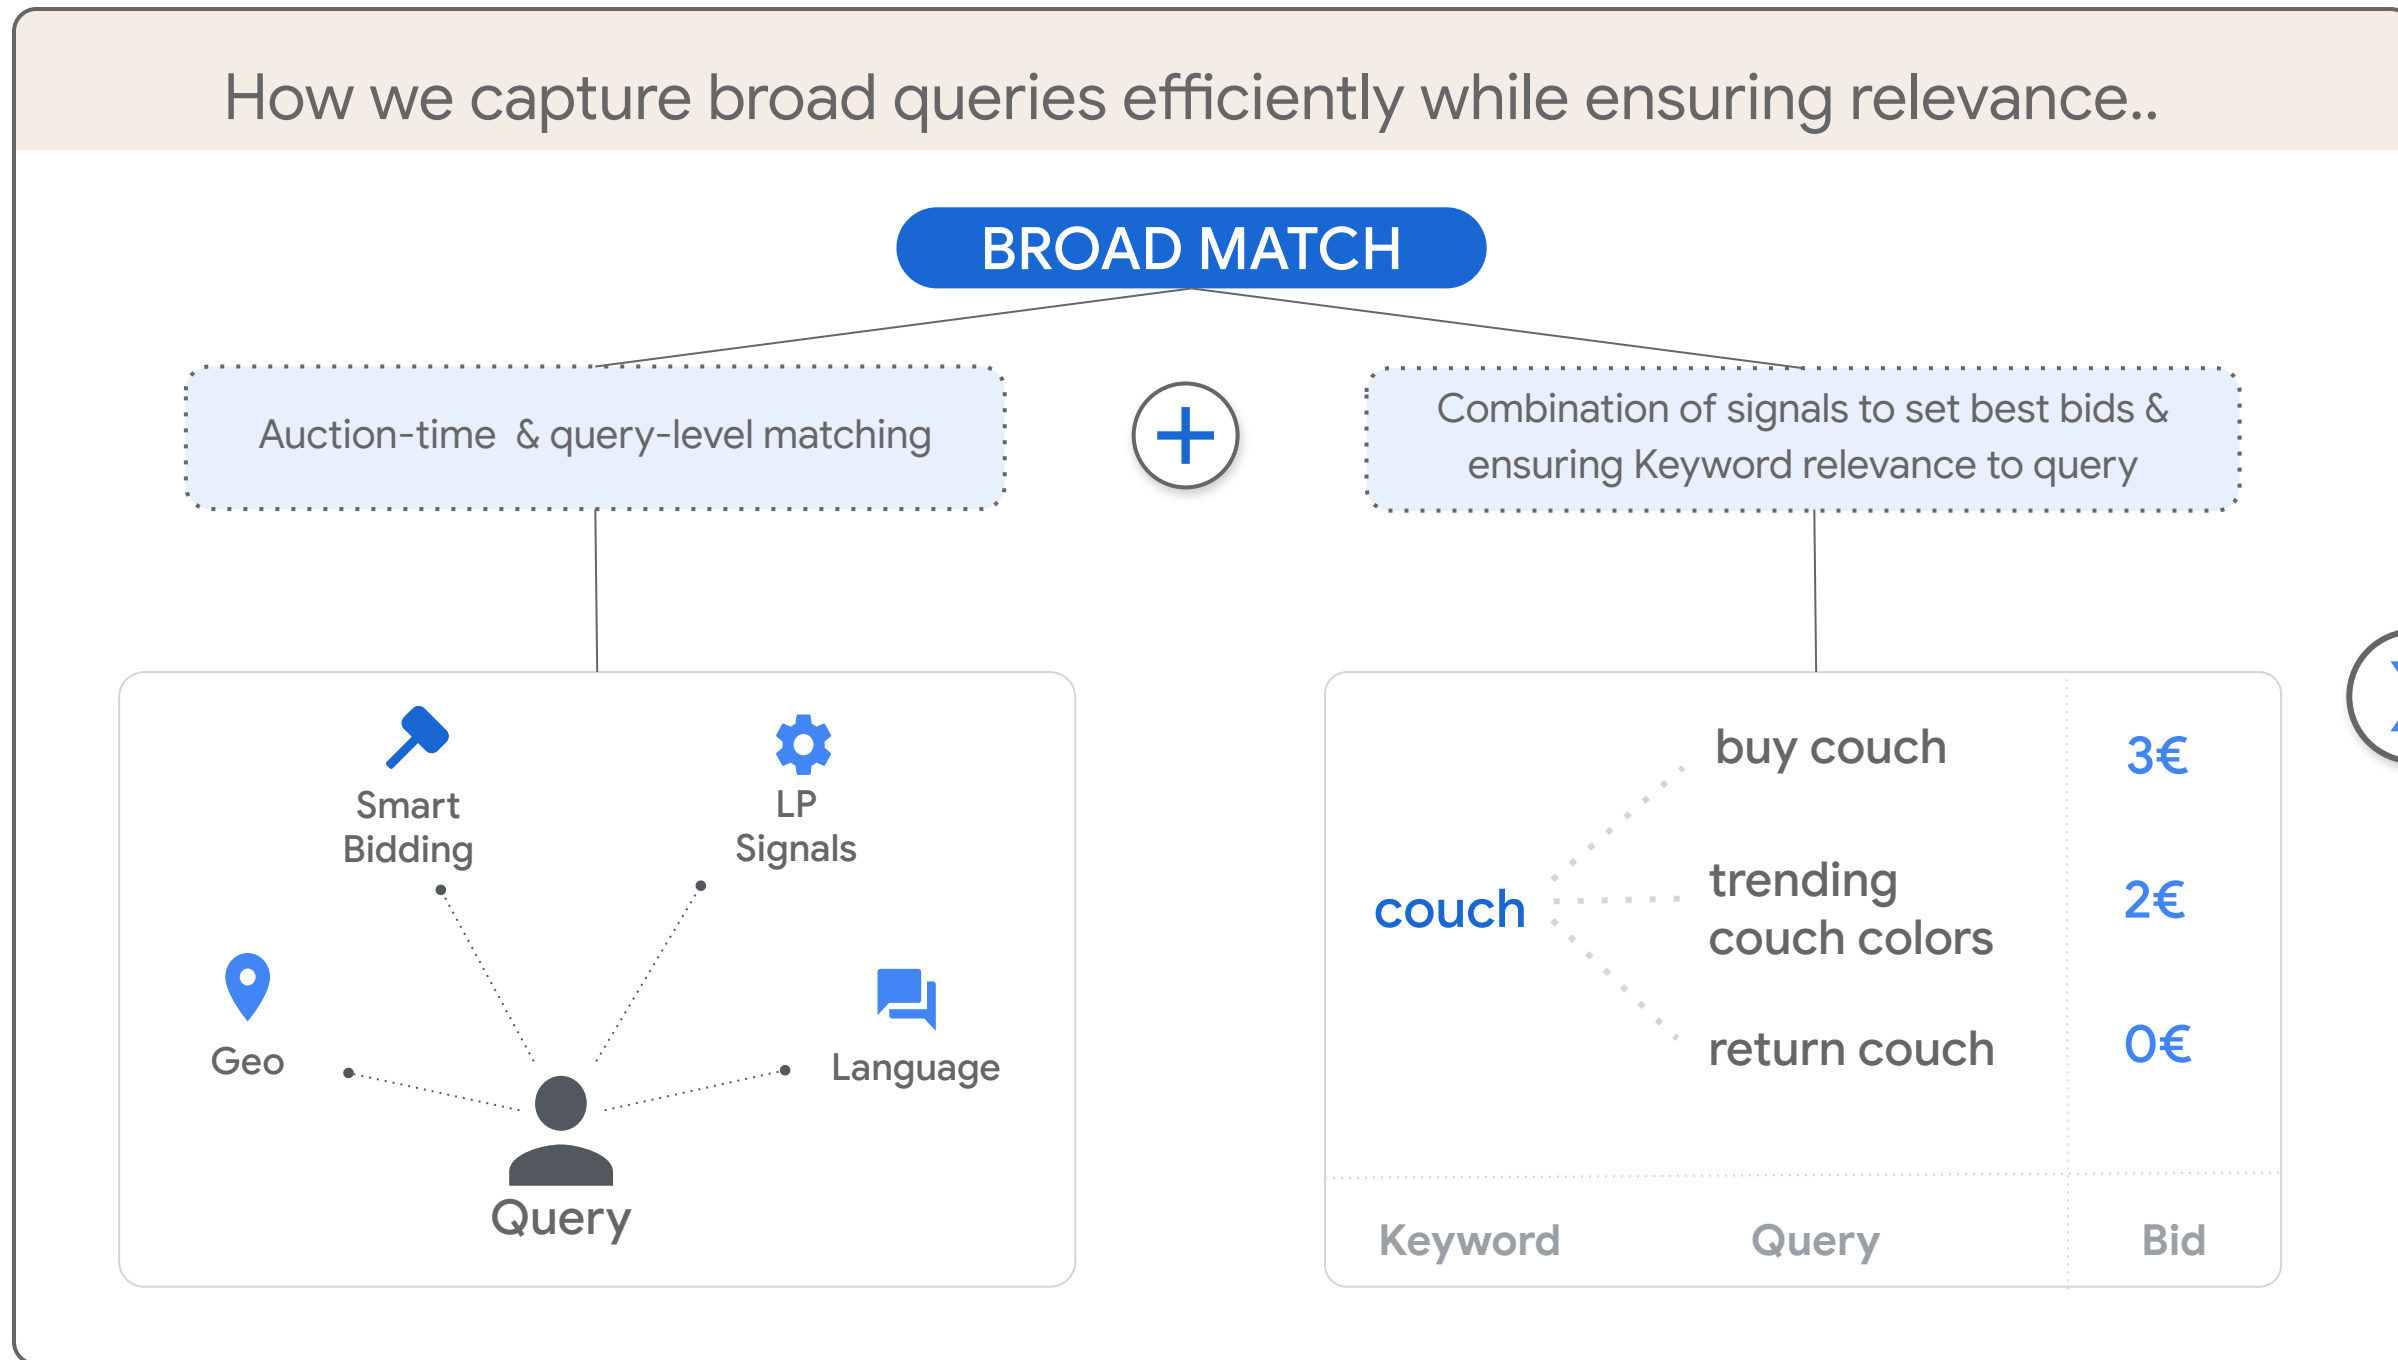 How we capture broad queries efficiently while ensuring relevance..
BROAD MATCH
Auction-time & query-level matching
Combination of signals to set best bids &
ensuring Keyword relevance to query
Smart
Bidding
LP
Signals
Geo
Language
Query
couch
buy couch
3€
trending
couch colors
2€
return couch
0€
Keyword
Query
Bid